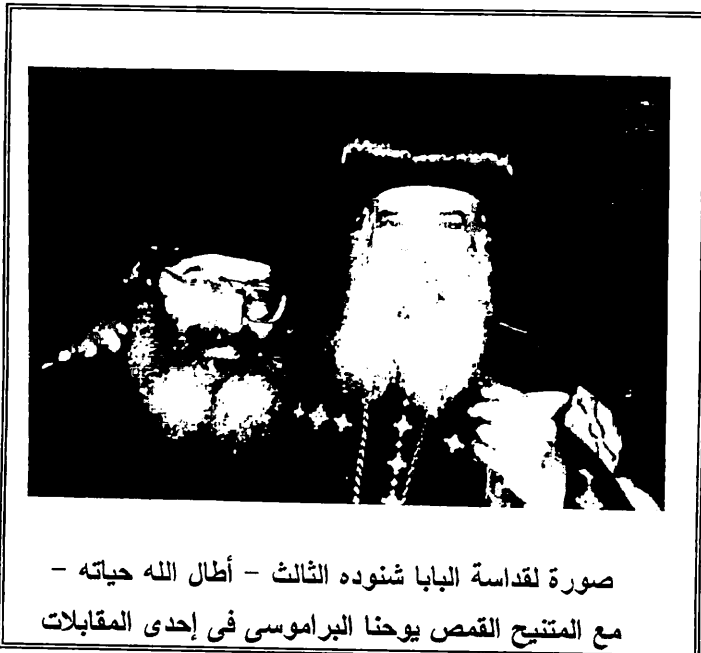 صورة لقداسة البابا شنوده الثالث – أطال الله حياته –
مع المتنيح القمص يوحنا البراموسى فى إحدى المقابلات